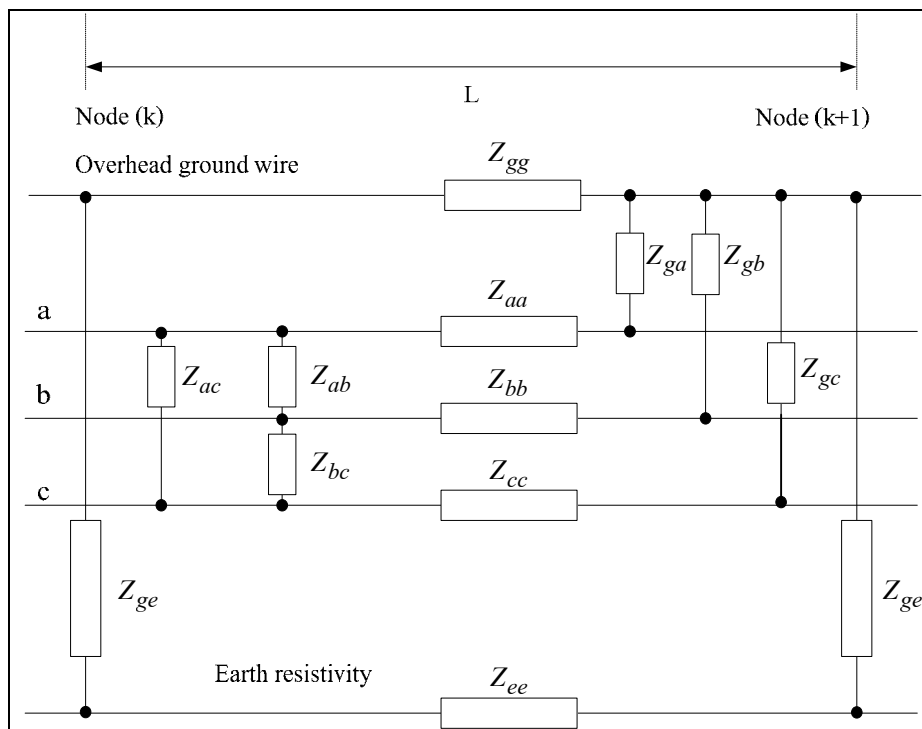 L
Node (k)
Node (k+1)
Overhead ground wire
Z_gg
Z_ga
Z_gb
Z_aa
a
Z_ac
Z_ab
Z_gc
b
Z_bb
Z_bc
c
Z_cc
Z_ge
Z_ge
Earth resistivity
Z_ee